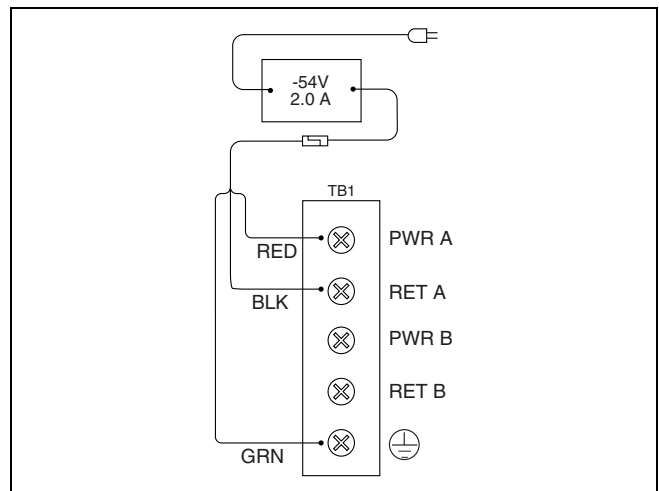 -54V
2.0 A
TB1
RED
PWR A
BLK
RET A
PWR B
RET B
GRN